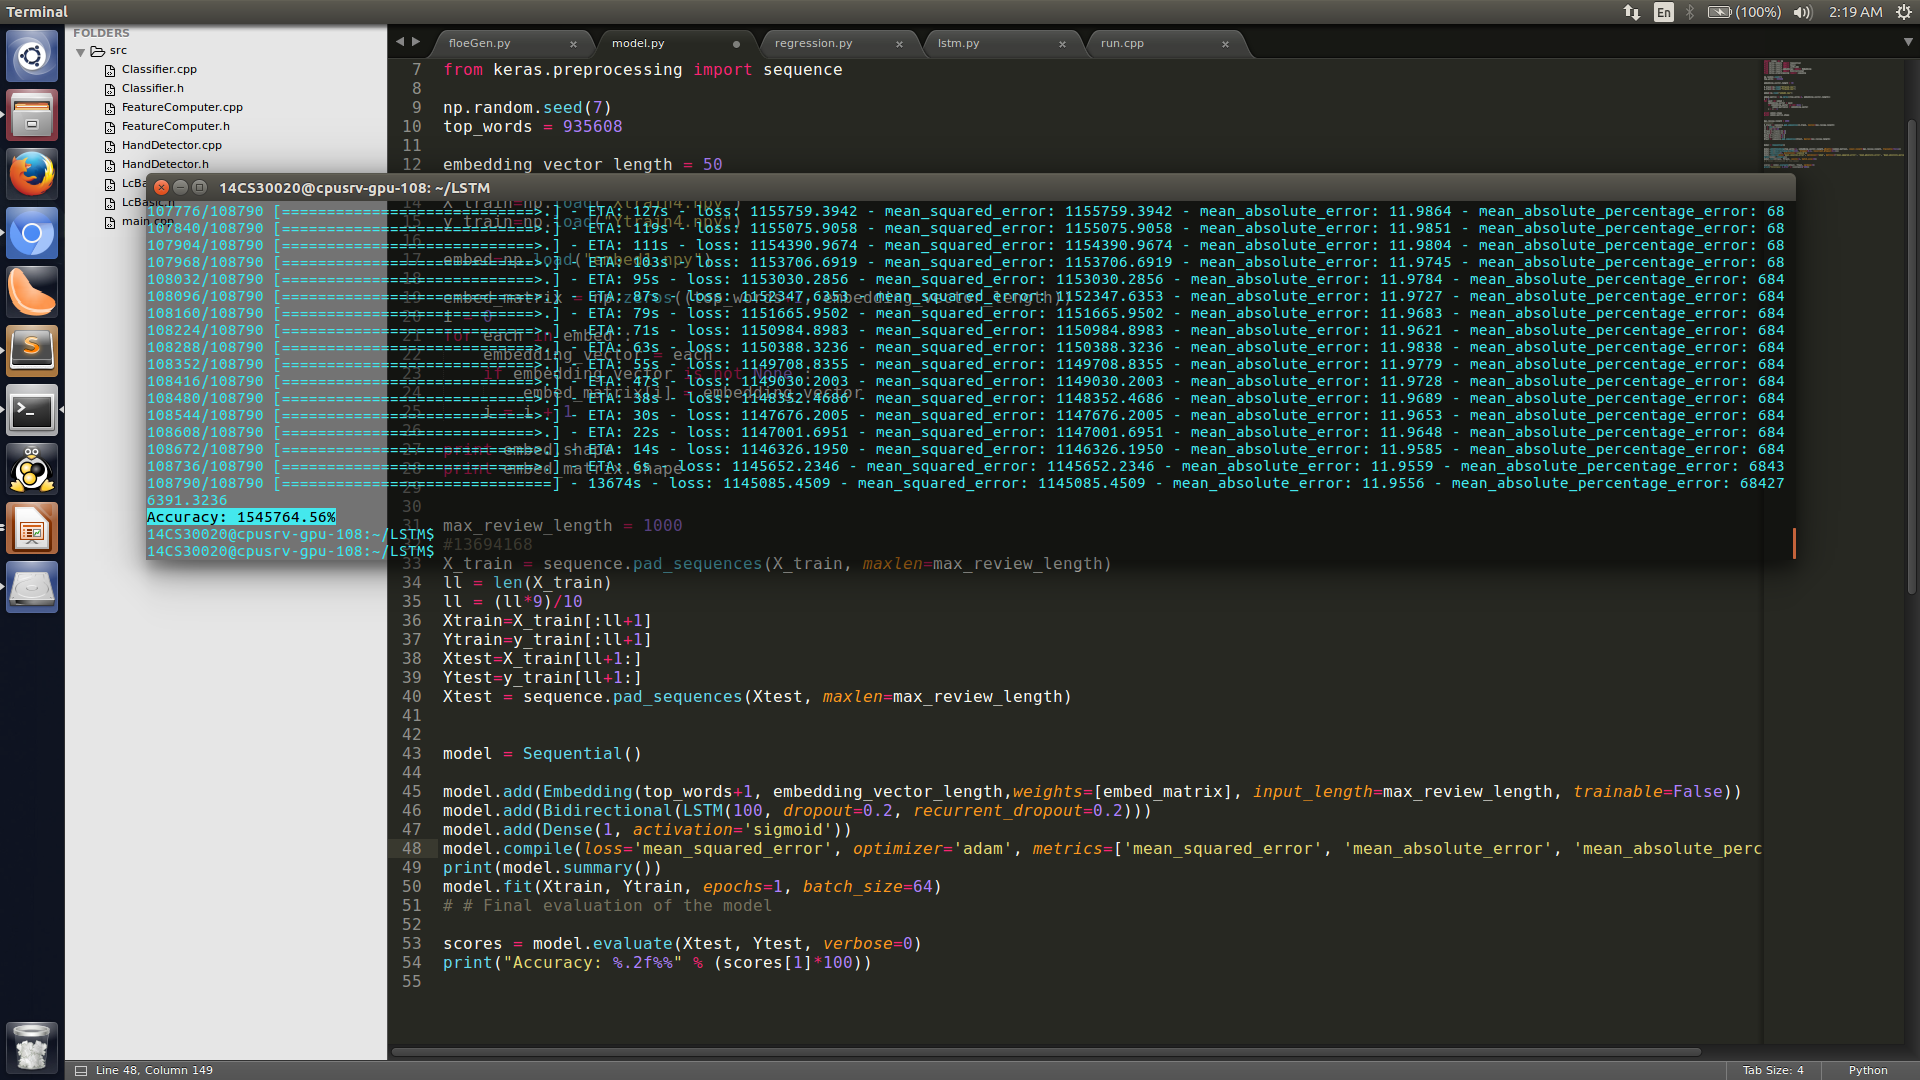 Terminal
En
(100%)
2:19 AM
FOLDERS
src
Classifier.cpp
Classifier.h
FeatureComputer.cpp
FeatureComputer.h
HandDetector.cpp
HandDetector.h
floeGen.py
model.py
regression.py
lstm.py
run.cpp
7 from keras.preprocessing import sequence
8
9 np.random.seed(7)
10 top_words = 935608
11
12 embedding_vector_length = 50
14CS30020@cpusrv-gpu-108: ~/LSTM
107776/108790 [============================>.] - ETA: 127s - loss: 1155759.3942 - mean_squared_error: 1155759.3942 - mean_absolute_error: 11.9864 - mean_absolute_percentage_error: 68
107840/108790 [============================>.] - ETA: 119s - loss: 1155075.9058 - mean_squared_error: 1155075.9058 - mean_absolute_error: 11.9851 - mean_absolute_percentage_error: 68
107904/108790 [============================>.] - ETA: 111s - loss: 1154390.9674 - mean_squared_error: 1154390.9674 - mean_absolute_error: 11.9804 - mean_absolute_percentage_error: 68
107968/108790 [============================>.] - ETA: 103s - loss: 1153706.6919 - mean_squared_error: 1153706.6919 - mean_absolute_error: 11.9745 - mean_absolute_percentage_error: 68
108032/108790 [============================>.] - ETA: 95s - loss: 1153030.2856 - mean_squared_error: 1153030.2856 - mean_absolute_error: 11.9784 - mean_absolute_percentage_error: 684
108096/108790 [============================>.] - ETA: 87s - loss: 1152347.6353 - mean_squared_error: 1152347.6353 - mean_absolute_error: 11.9727 - mean_absolute_percentage_error: 684
108160/108790 [============================>.] - ETA: 79s - loss: 1151665.9502 - mean_squared_error: 1151665.9502 - mean_absolute_error: 11.9683 - mean_absolute_percentage_error: 684
108224/108790 [============================>.] - ETA: 71s - loss: 1150984.8983 - mean_squared_error: 1150984.8983 - mean_absolute_error: 11.9621 - mean_absolute_percentage_error: 684
108288/108790 [============================>.] - ETA: 63s - loss: 1150388.3236 - mean_squared_error: 1150388.3236 - mean_absolute_error: 11.9838 - mean_absolute_percentage_error: 684
108352/108790 [============================>.] - ETA: 55s - loss: 1149708.8355 - mean_squared_error: 1149708.8355 - mean_absolute_error: 11.9779 - mean_absolute_percentage_error: 684
108416/108790 [============================>.] - ETA: 47s - loss: 1149030.2003 - mean_squared_error: 1149030.2003 - mean_absolute_error: 11.9728 - mean_absolute_percentage_error: 684
108480/108790 [============================>.] - ETA: 38s - loss: 1148352.4686 - mean_squared_error: 1148352.4686 - mean_absolute_error: 11.9689 - mean_absolute_percentage_error: 684
108544/108790 [============================>.] - ETA: 30s - loss: 1147676.2005 - mean_squared_error: 1147676.2005 - mean_absolute_error: 11.9653 - mean_absolute_percentage_error: 684
108608/108790 [============================>.] - ETA: 22s - loss: 1147001.6951 - mean_squared_error: 1147001.6951 - mean_absolute_error: 11.9648 - mean_absolute_percentage_error: 684
108672/108790 [============================>.] - ETA: 14s - loss: 1146326.1950 - mean_squared_error: 1146326.1950 - mean_absolute_error: 11.9585 - mean_absolute_percentage_error: 684
108736/108790 [============================>.] - ETA: 6s - loss: 1145652.2346 - mean_squared_error: 1145652.2346 - mean_absolute_error: 11.9559 - mean_absolute_percentage_error: 6843
108790/108790 [==============================] - 13674s - loss: 1145085.4509 - mean_squared_error: 1145085.4509 - mean_absolute_error: 11.9556 - mean_absolute_percentage_error: 68427
6391.3236
Accuracy: 1545764.56%
14CS30020@cpusrv-gpu-108:~/LSTM$
14CS30020@cpusrv-gpu-108:~/LSTM$
30
31 max_review_length = 1000
#13694168
33 X_train = sequence.pad_sequences(X_train, maxlen=max_review_length)
34 ll = len(X_train)
35 ll = (ll*9)/10
36 Xtrain=X_train[:ll+1]
37 Ytrain=y_train[:ll+1]
38 Xtest=X_train[ll+1:]
39 Ytest=y_train[ll+1:]
40 Xtest = sequence.pad_sequences(Xtest, maxlen=max_review_length)
41
42
43 model = Sequential()
44
45 model.add(Embedding(top_words+1, embedding_vector_length,weights=[embed_matrix], input_length=max_review_length, trainable=False))
46 model.add(Bidirectional(LSTM(100, dropout=0.2, recurrent_dropout=0.2)))
47 model.add(Dense(1, activation='sigmoid'))
48 model.compile(loss='mean_squared_error', optimizer='adam', metrics=['mean_squared_error', 'mean_absolute_error', 'mean_absolute_perc
49 print(model.summary())
50 model.fit(Xtrain, Ytrain, epochs=1, batch_size=64)
51 # # Final evaluation of the model
52
53 scores = model.evaluate(Xtest, Ytest, verbose=0)
54 print("Accuracy: %.2f%%" % (scores[1]*100))
55
Line 48, Column 149
Tab Size: 4
Python